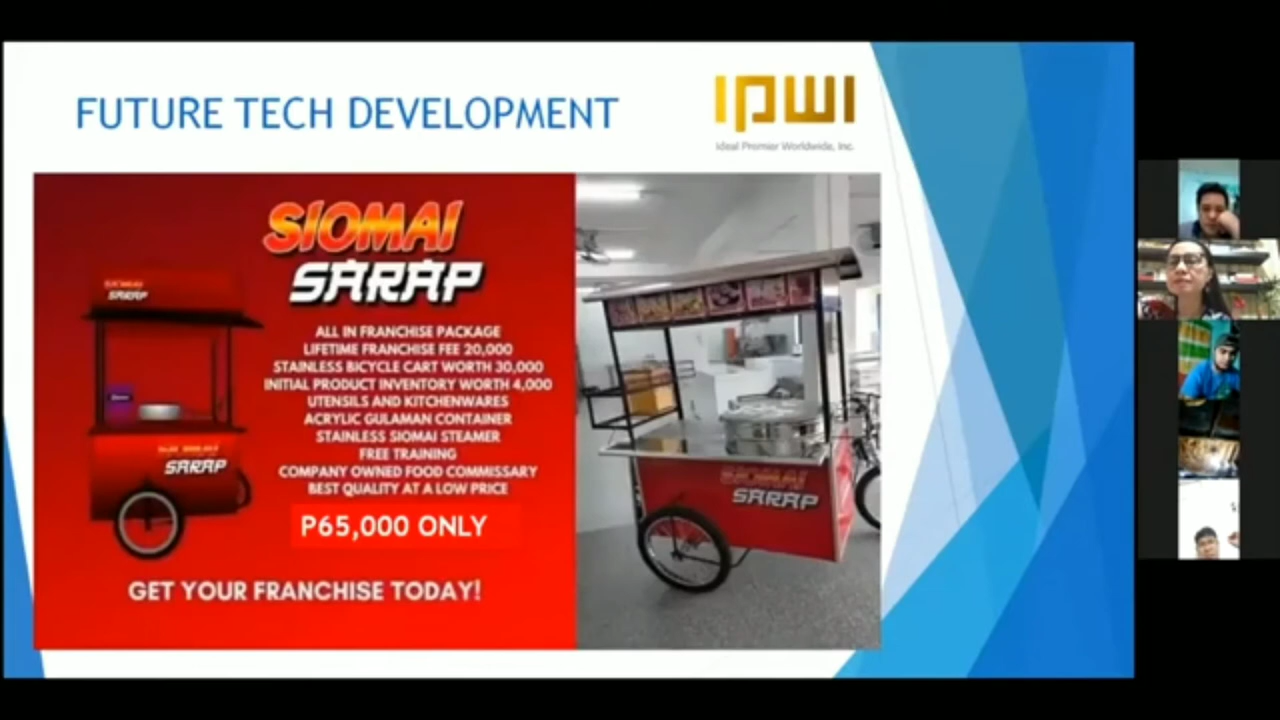 FUTURE TECH DEVELOPMENT
IPWI
Ideal Premier Worldwide, Inc.
SIOMAI
SARAP
ALL IN FRANCHISE PACKAGE
LIFETIME FRANCHISE FEE 20,000
STAINLESS BICYCLE CART WORTH 30,000
INITIAL PRODUCT INVENTORY WORTH 4,000
UTENSILS AND KITCHENWARES
ACRYLIC GULAMAN CONTAINER
STAINLESS SIOMAI STEAMER
FREE TRAINING
COMPANY OWNED FOOD COMMISSARY
BEST QUALITY AT A LOW PRICE
P65,000 ONLY
GET YOUR FRANCHISE TODAY!
SIOMAI
SARAP
SARAP
SIOMAI
SARAP